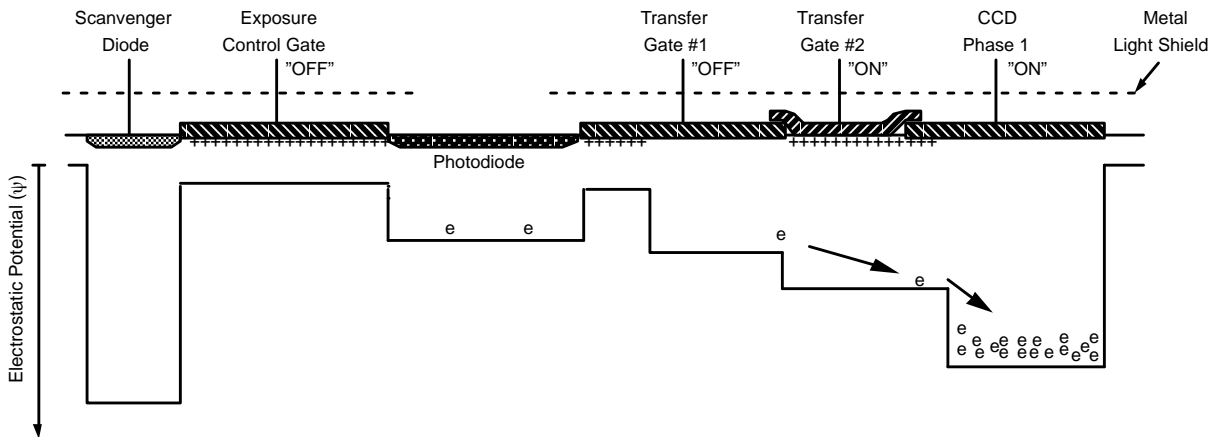 Scanvenger
Diode
Exposure
Control Gate
"OFF"
Transfer
Gate #1
"OFF"
Transfer
Gate #2
"ON"
CCD
Phase 1
"ON"
Metal
Light Shield
+++++++++++++++++++++++
+++++++++++
++++++++++++++++++
Photodiode
Electrostatic Potential (ψ)
e e
e
e
e
e e e e e e e e e e e e e e e e